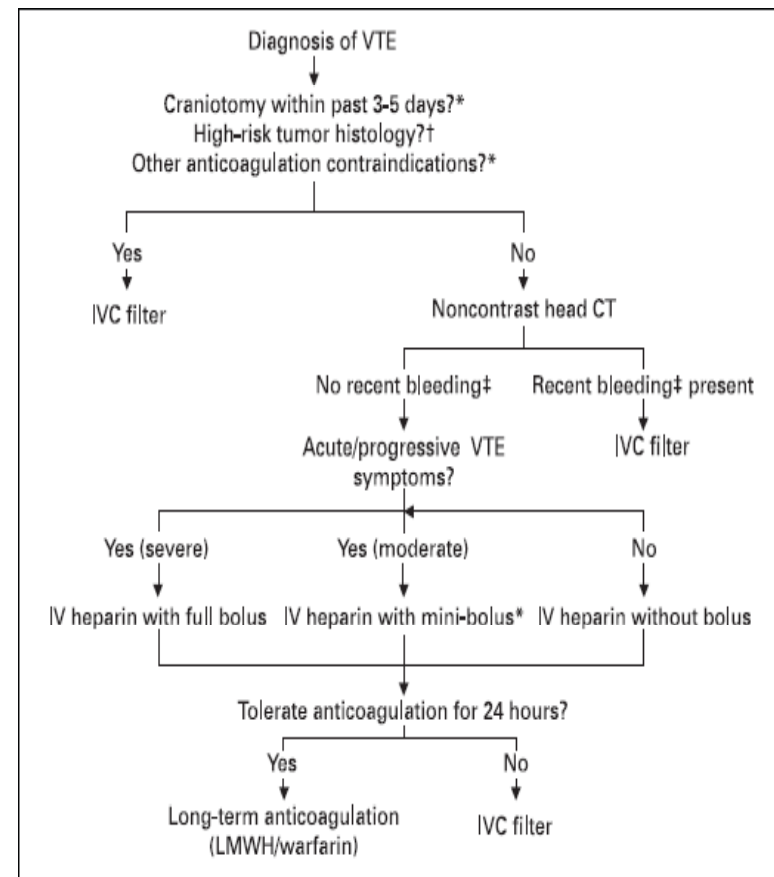 Diagnosis of VTE
Craniotomy within past 3-5 days?*
High-risk tumor histology?†
Other anticoagulation contraindications?*
Yes
No
IVC filter
Noncontrast head CT
No recent bleeding‡
Recent bleeding‡ present
Acute/progressive VTE
symptoms?
IVC filter
Yes (severe)
Yes (moderate)
No
IV heparin with full bolus
IV heparin with mini-bolus*
IV heparin without bolus
Tolerate anticoagulation for 24 hours?
Yes
No
Long-term anticoagulation
(LMWH/warfarin)
IVC filter